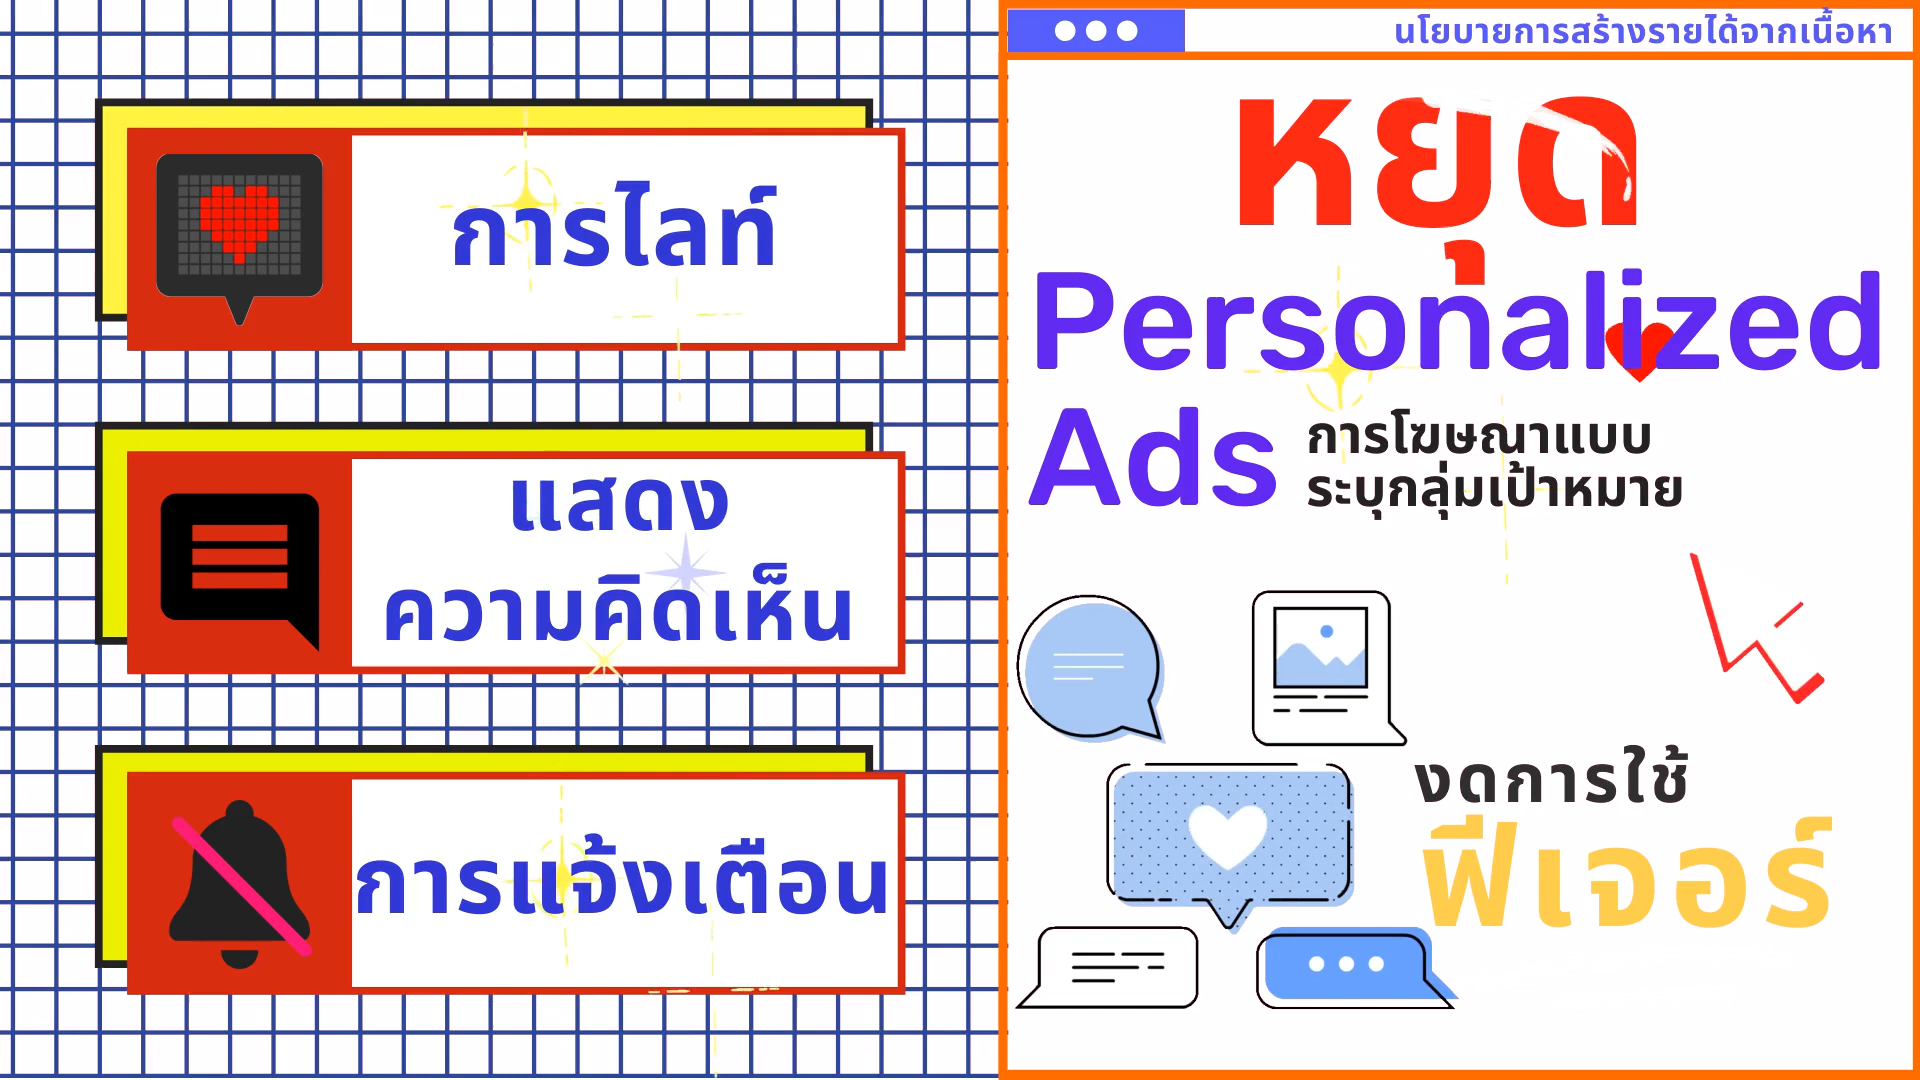 การไลท์
แสดง
ความคิดเห็น
การแจ้งเตือน
นโยบายการสร้างรายได้จากเนื้อหา
หยุด
Personalized
Ads
การโฆษณาแบบ
ระบุกลุ่มเป้าหมาย
งดการใช้
ฟีเจอร์